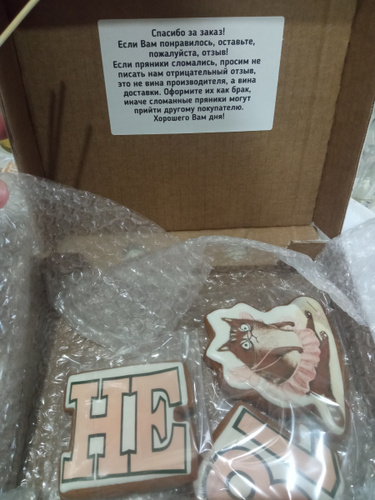 Спасибо за заказ!
Если Вам понравилось, оставьте,
пожалуйста, отзыв!
Если пряники сломались, просим не
писать нам отрицательный отзыв,
это не вина производителя, а вина
доставки. Оформите их как брак,
иначе сломанные пряники могут
прийти другому покупателю.
Хорошего Вам дня!
НЕ